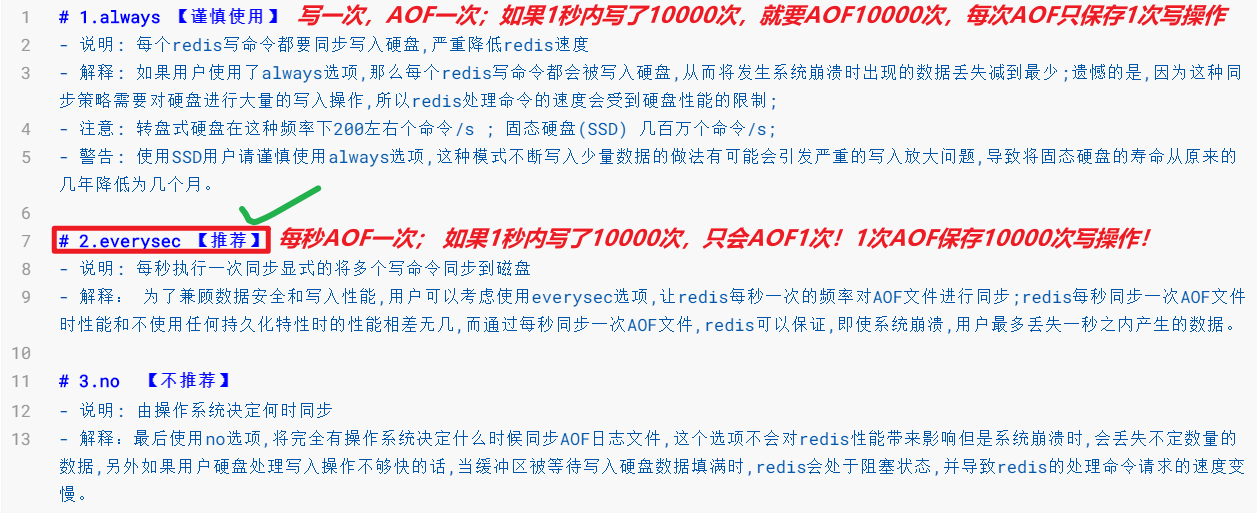 1 # 1.always 【谨慎使用】 写一次，AOF一次；如果1秒内写了10000次，就要AOF10000次，每次AOF只保存1次写操作
2 - 说明: 每个redis写命令都要同步写入硬盘,严重降低redis速度
3 - 解释: 如果用户使用了always选项,那么每个redis写命令都会被写入硬盘,从而将发生系统崩溃时出现的数据丢失减到最少;遗憾的是,因为这种同
步策略需要对硬盘进行大量的写入操作,所以redis处理命令的速度会受到硬盘性能的限制;
4 - 注意: 转盘式硬盘在这种频率下200左右个命令/s ; 固态硬盘(SSD) 几百万个命令/s;
5 - 警告: 使用SSD用户请谨慎使用always选项,这种模式不断写入少量数据的做法有可能会引发严重的写入放大问题,导致将固态硬盘的寿命从原来的
几年降低为几个月。
6
7 # 2.everysec 【推荐】 每秒AOF一次； 如果1秒内写了10000次，只会AOF1次！1次AOF保存10000次写操作！
8 - 说明: 每秒执行一次同步显式的将多个写命令同步到磁盘
9 - 解释： 为了兼顾数据安全和写入性能,用户可以考虑使用everysec选项,让redis每秒一次的频率对AOF文件进行同步;redis每秒同步一次AOF文件
时性能和不使用任何持久化特性时的性能相差无几,而通过每秒同步一次AOF文件,redis可以保证,即使系统崩溃,用户最多丢失一秒之内产生的数据。
10
11 # 3.no 【不推荐】
12 - 说明: 由操作系统决定何时同步
13 - 解释：最后使用no选项,将完全有操作系统决定什么时候同步AOF日志文件,这个选项不会对redis性能带来影响但是系统崩溃时,会丢失不定数量的
数据,另外如果用户硬盘处理写入操作不够快的话,当缓冲区被等待写入硬盘数据填满时,redis会处于阻塞状态,并导致redis的处理命令请求的速度变
慢。